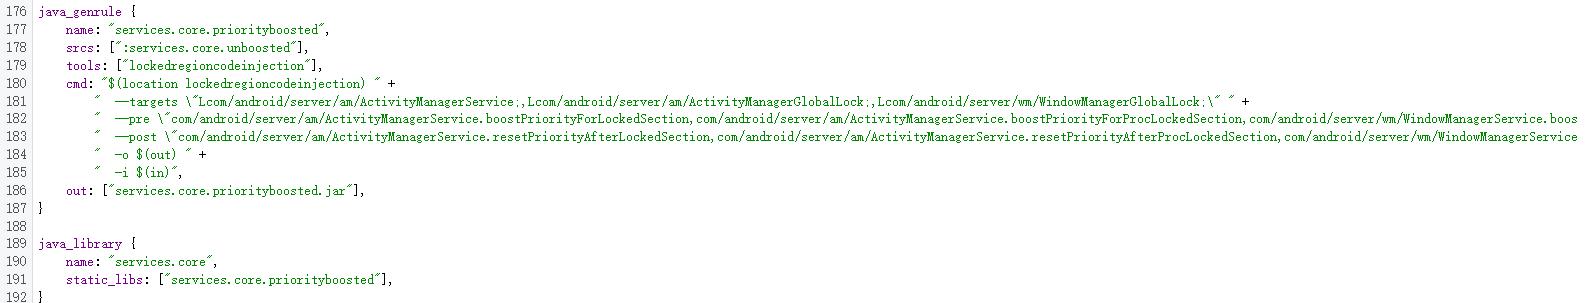 176 java_genrule {
177     name: "services.core.priorityboosted",
178     srcs: [":services.core.unboosted"],
179     tools: ["lockedregioncodeinjection"],
180     cmd: "$(location lockedregioncodeinjection) " +
181         "  --targets \"Lcom/android/server/am/ActivityManagerService;,Lcom/android/server/am/ActivityManagerGlobalLock;,Lcom/android/server/wm/WindowManagerGlobalLock;\" " +
182         "  --pre \"com/android/server/am/ActivityManagerService.boostPriorityForLockedSection,com/android/server/am/ActivityManagerService.boostPriorityForProcLockedSection,com/android/server/wm/WindowManagerService.boos
183         "  --post \"com/android/server/am/ActivityManagerService.resetPriorityAfterLockedSection,com/android/server/am/ActivityManagerService.resetPriorityAfterProcLockedSection,com/android/server/wm/WindowManagerService
184         "  -o $(out) " +
185         "  -i $(in)",
186     out: ["services.core.priorityboosted.jar"],
187 }
188
189 java_library {
190     name: "services.core",
191     static_libs: ["services.core.priorityboosted"],
192 }